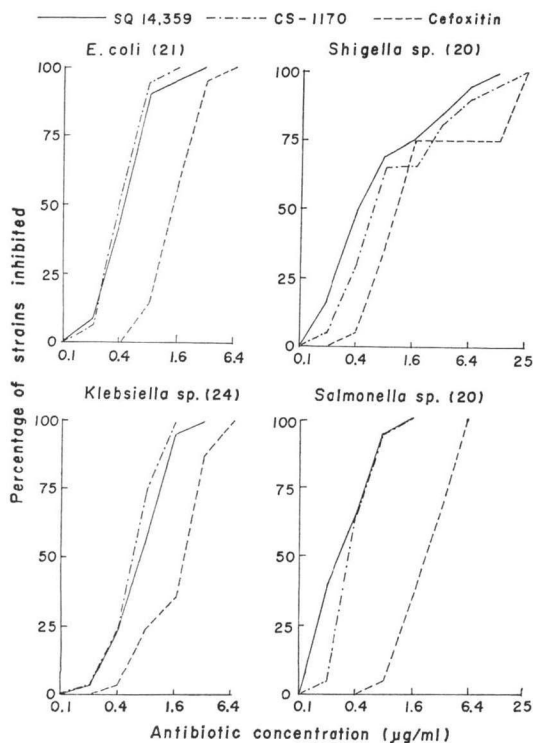 SQ 14,359 CS-1170 Cefoxitin
E. coli (21) Shigella sp. (20)
100 100
75 75
50 50
25 25
0 0
0.1 0.4 1.6 6.4 0.1 0.4 1.6 6.4 25
Klebsiella sp. (24) Salmonella sp. (20)
100 100
75 75
50 50
25 25
0 0
0.1 0.4 1.6 6.4 0.1 0.4 1.6 6.4 25
Percentage of strains inhibited
Antibiotic concentration (μg/ml)